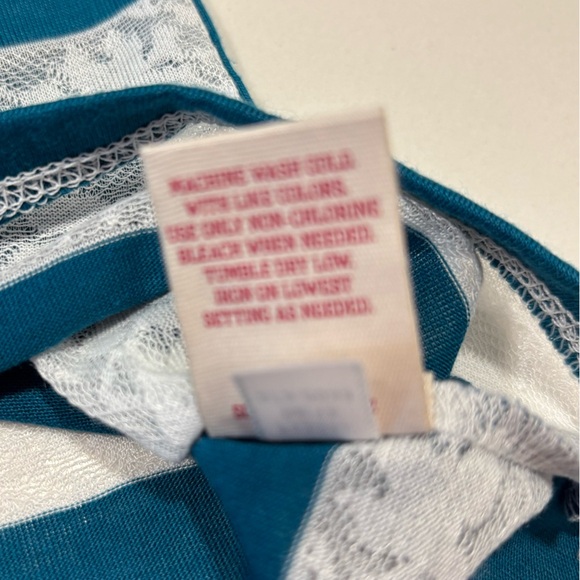 MACHINE WASH COLD.
WITH LIKE COLORS.
USE ONLY NON-CHLORINE
BLEACH WHEN NEEDED.
TUMBLE DRY LOW.
IRON ON LOWEST
SETTING AS NEEDED.